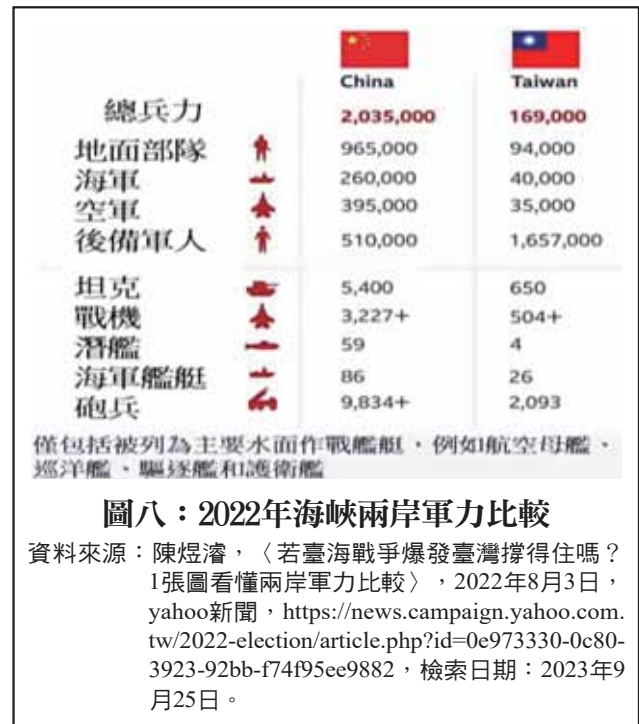 China Taiwan
總兵力 2,035,000 169,000
地面部隊 965,000 94,000
海軍 260,000 40,000
空軍 395,000 35,000
後備軍人 510,000 1,657,000
坦克 5,400 650
戰機 3,227+ 504+
潛艦 59 4
海軍艦艇 86 26
砲兵 9,834+ 2,093
僅包括被列為主要水面作戰艦艇，例如航空母艦、
巡洋艦、驅逐艦和護衛艦
圖八：2022年海峽兩岸軍力比較
資料來源：陳煜濬，〈若臺海戰爭爆發臺灣撐得住嗎？
1張圖看懂兩岸軍力比較〉，2022年8月3日，
yahoo新聞，https://news.campaign.yahoo.com.
tw/2022-election/article.php?id=0e973330-0c80-
3923-92bb-f74f95ee9882，檢索日期：2023年9
月25日。